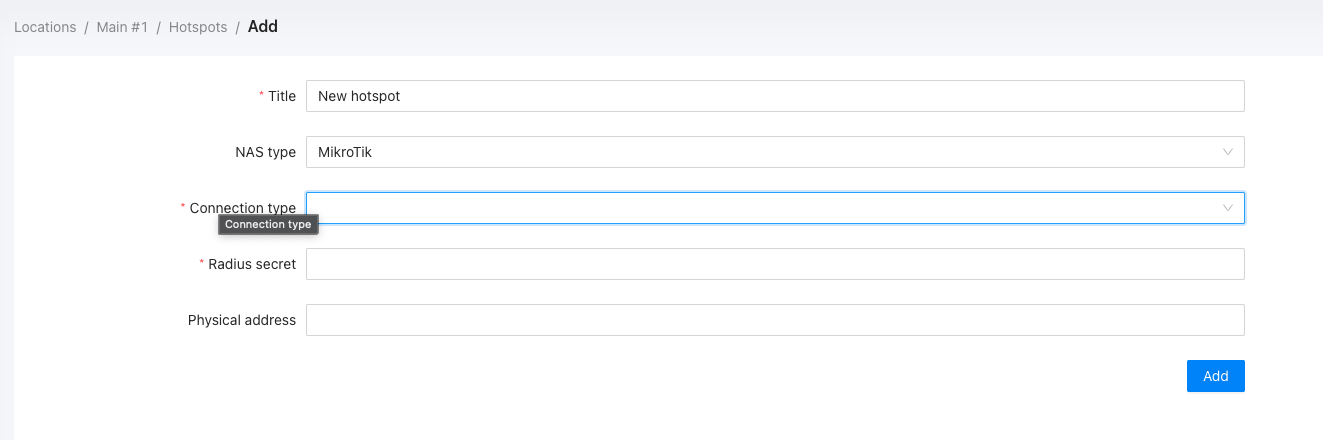 Locations / Main #1 / Hotspots / Add
* Title New hotspot
NAS type MikroTik
* Connection type
Connection type
* Radius secret
Physical address
Add